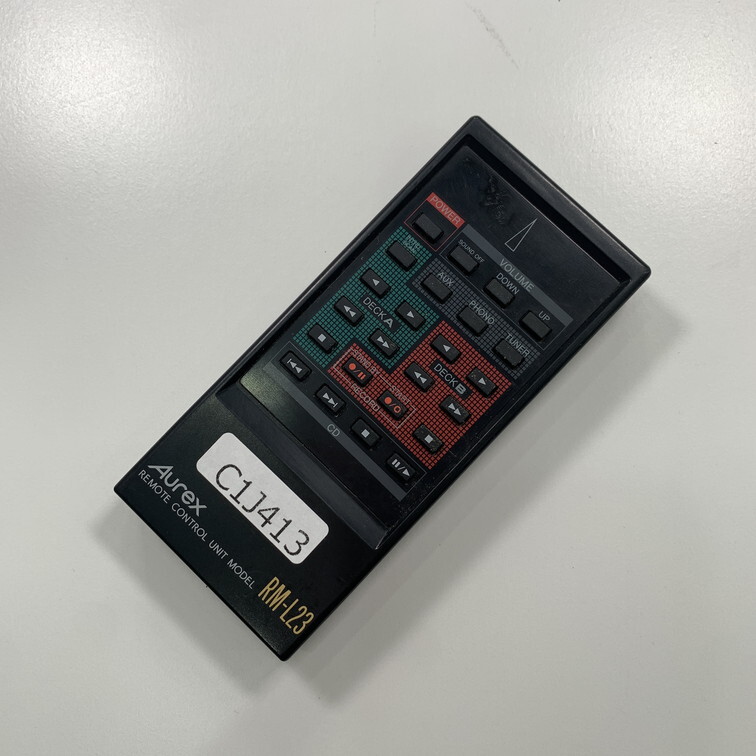 POWER
SOUND OFF
VOLUME
DOWN
UP
AUX
PHONO
TUNER
DECK A
DECK B
RECORD
CD
Aurex
C1J413
REMOTE CONTROL UNIT MODEL RM-L23